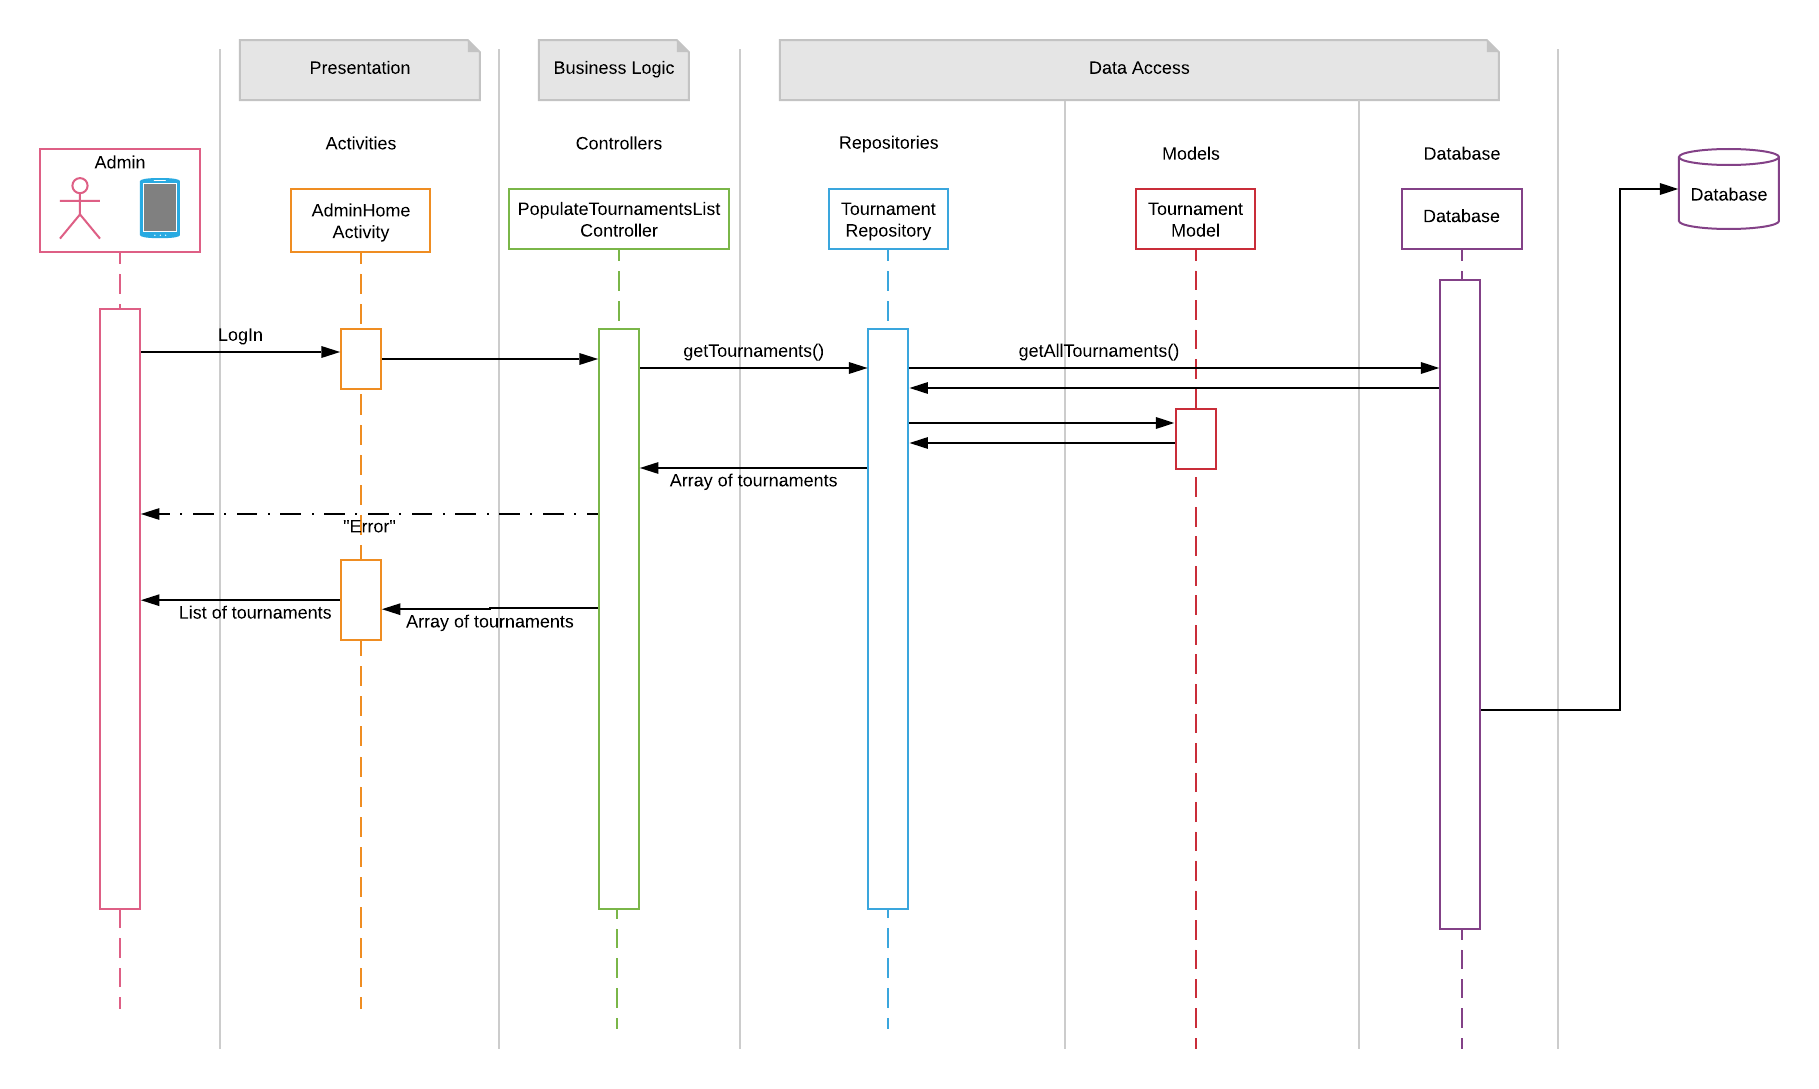 Presentation
Business Logic
Data Access
Activities
Controllers
Repositories
Models
Database
Admin
AdminHome
Activity
PopulateTournamentsList
Controller
Tournament
Repository
Tournament
Model
Database
Database
LogIn
getTournaments()
getAllTournaments()
Array of tournaments
"Error"
List of tournaments
Array of tournaments